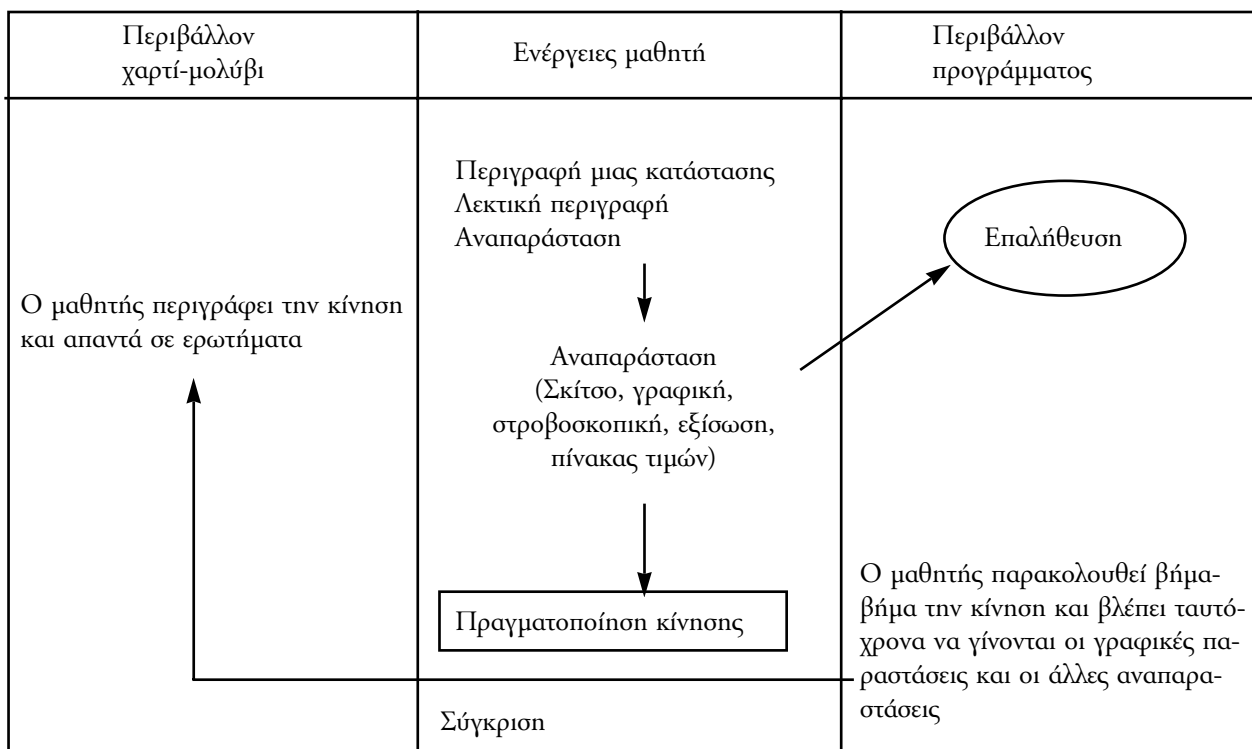 Περιβάλλον
χαρτί-μολύβι
Ενέργειες μαθητή
Περιβάλλον
προγράμματος
Ο μαθητής περιγράφει την κίνηση
και απαντά σε ερωτήματα
Περιγραφή μιας κατάστασης
Λεκτική περιγραφή
Αναπαράσταση
Αναπαράσταση
(Σκίτσο, γραφική,
στροβοσκοπική, εξίσωση,
πίνακας τιμών)
Πραγματοποίηση κίνησης
Σύγκριση
Επαλήθευση
Ο μαθητής παρακολουθεί βήμα-
βήμα την κίνηση και βλέπει ταυτό-
χρονα να γίνονται οι γραφικές πα-
ραστάσεις και οι άλλες αναπαρα-
στάσεις